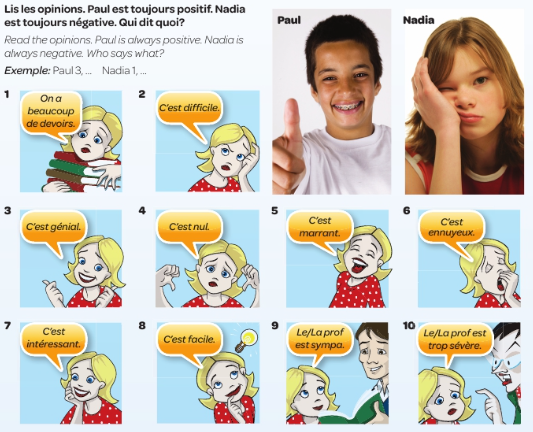 Lis les opinions. Paul est toujours positif. Nadia
est toujours négative. Qui dit quoi?
Read the opinions. Paul is always positive. Nadia is
always negative. Who says what?
Exemple: Paul 3, ... Nadia 1, ...
Paul
Nadia
1
On a
beaucoup
de devoirs.
2
C'est difficile.
3
C'est génial.
4
C'est nul.
5
C'est
marrant.
6
C'est
ennuyeux.
7
C'est
intéressant.
8
C'est facile.
9
Le/La prof
est sympa.
10
Le/La prof est
trop sévère.